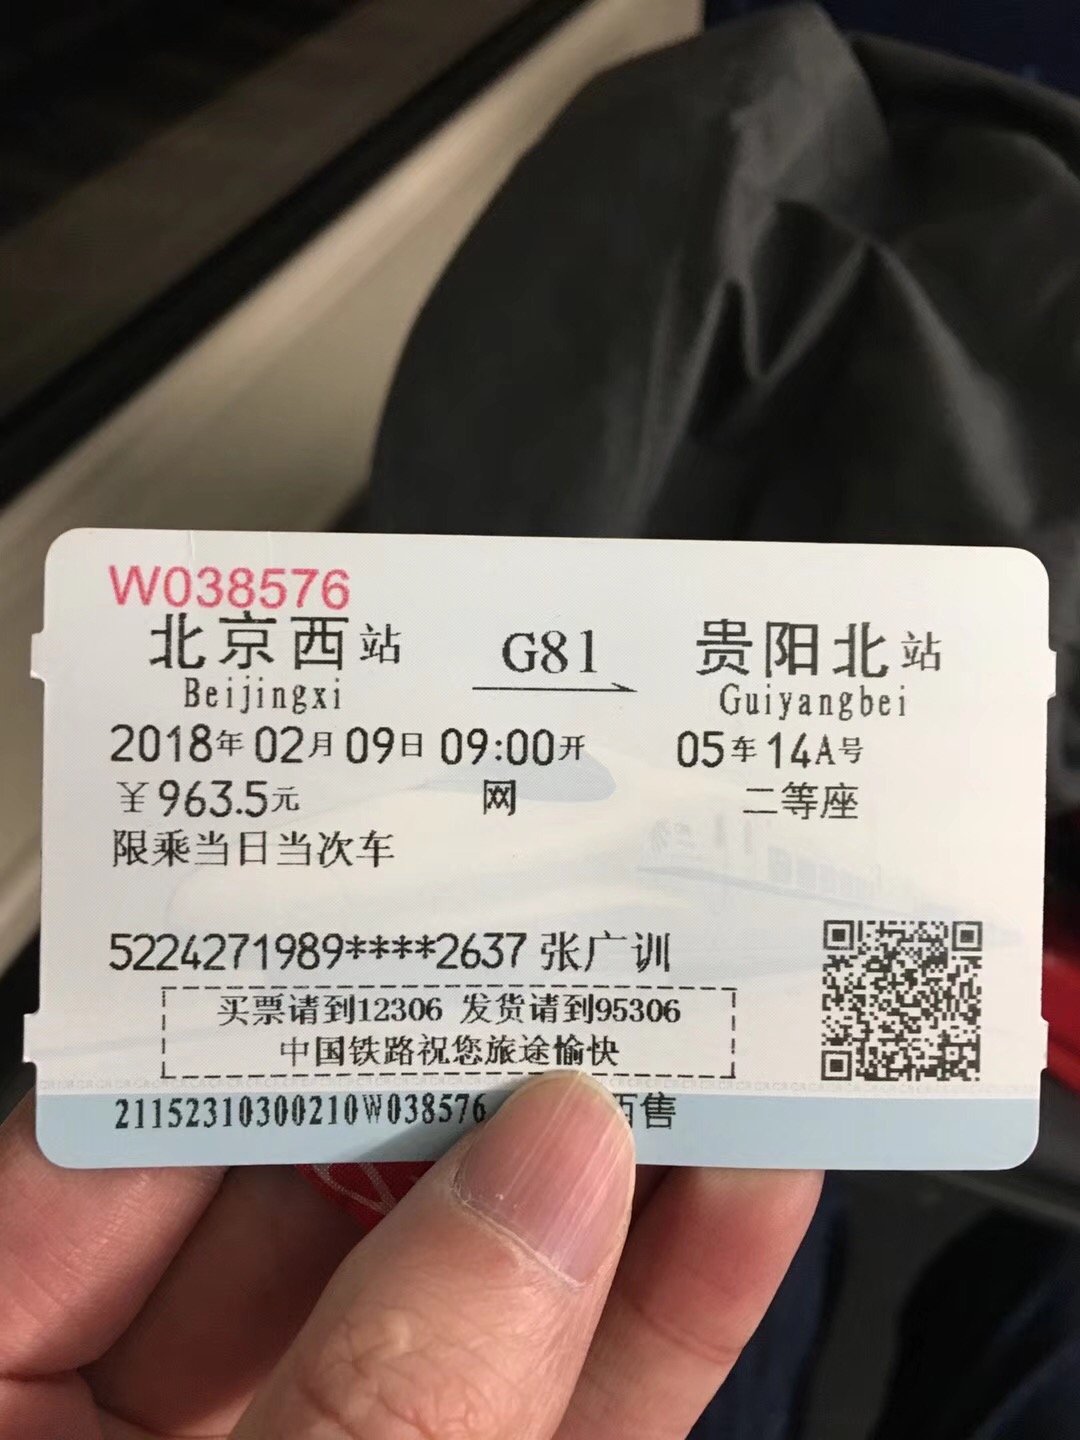 W038576
北京西站 G81 贵阳北站
Beijingxi Guiyangbei
2018年02月09日09:00开 05车14A号
￥963.5元 网 二等座
限乘当日当次车
5224271989****2637 张广训
买票请到12306 发货请到95306
中国铁路祝您旅途愉快
21152310300210W038576 售